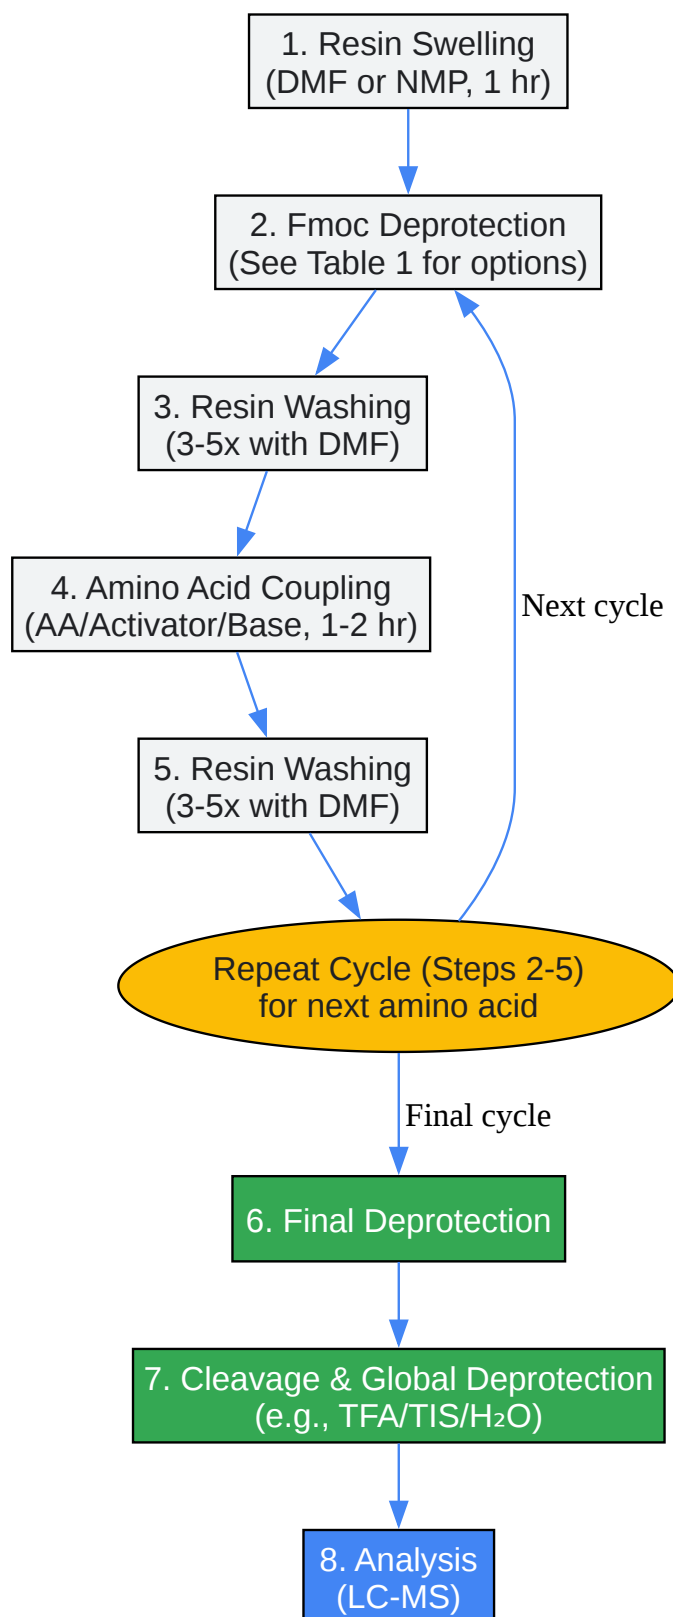 1. Resin Swelling
(DMF or NMP, 1 hr)
2. Fmoc Deprotection
(See Table 1 for options)
3. Resin Washing
(3-5x with DMF)
4. Amino Acid Coupling
(AA/Activator/Base, 1-2 hr)
Next cycle
5. Resin Washing
(3-5x with DMF)
Repeat Cycle (Steps 2-5)
for next amino acid
Final cycle
6. Final Deprotection
7. Cleavage & Global Deprotection
(e.g., TFA/TIS/H₂O)
8. Analysis
(LC-MS)